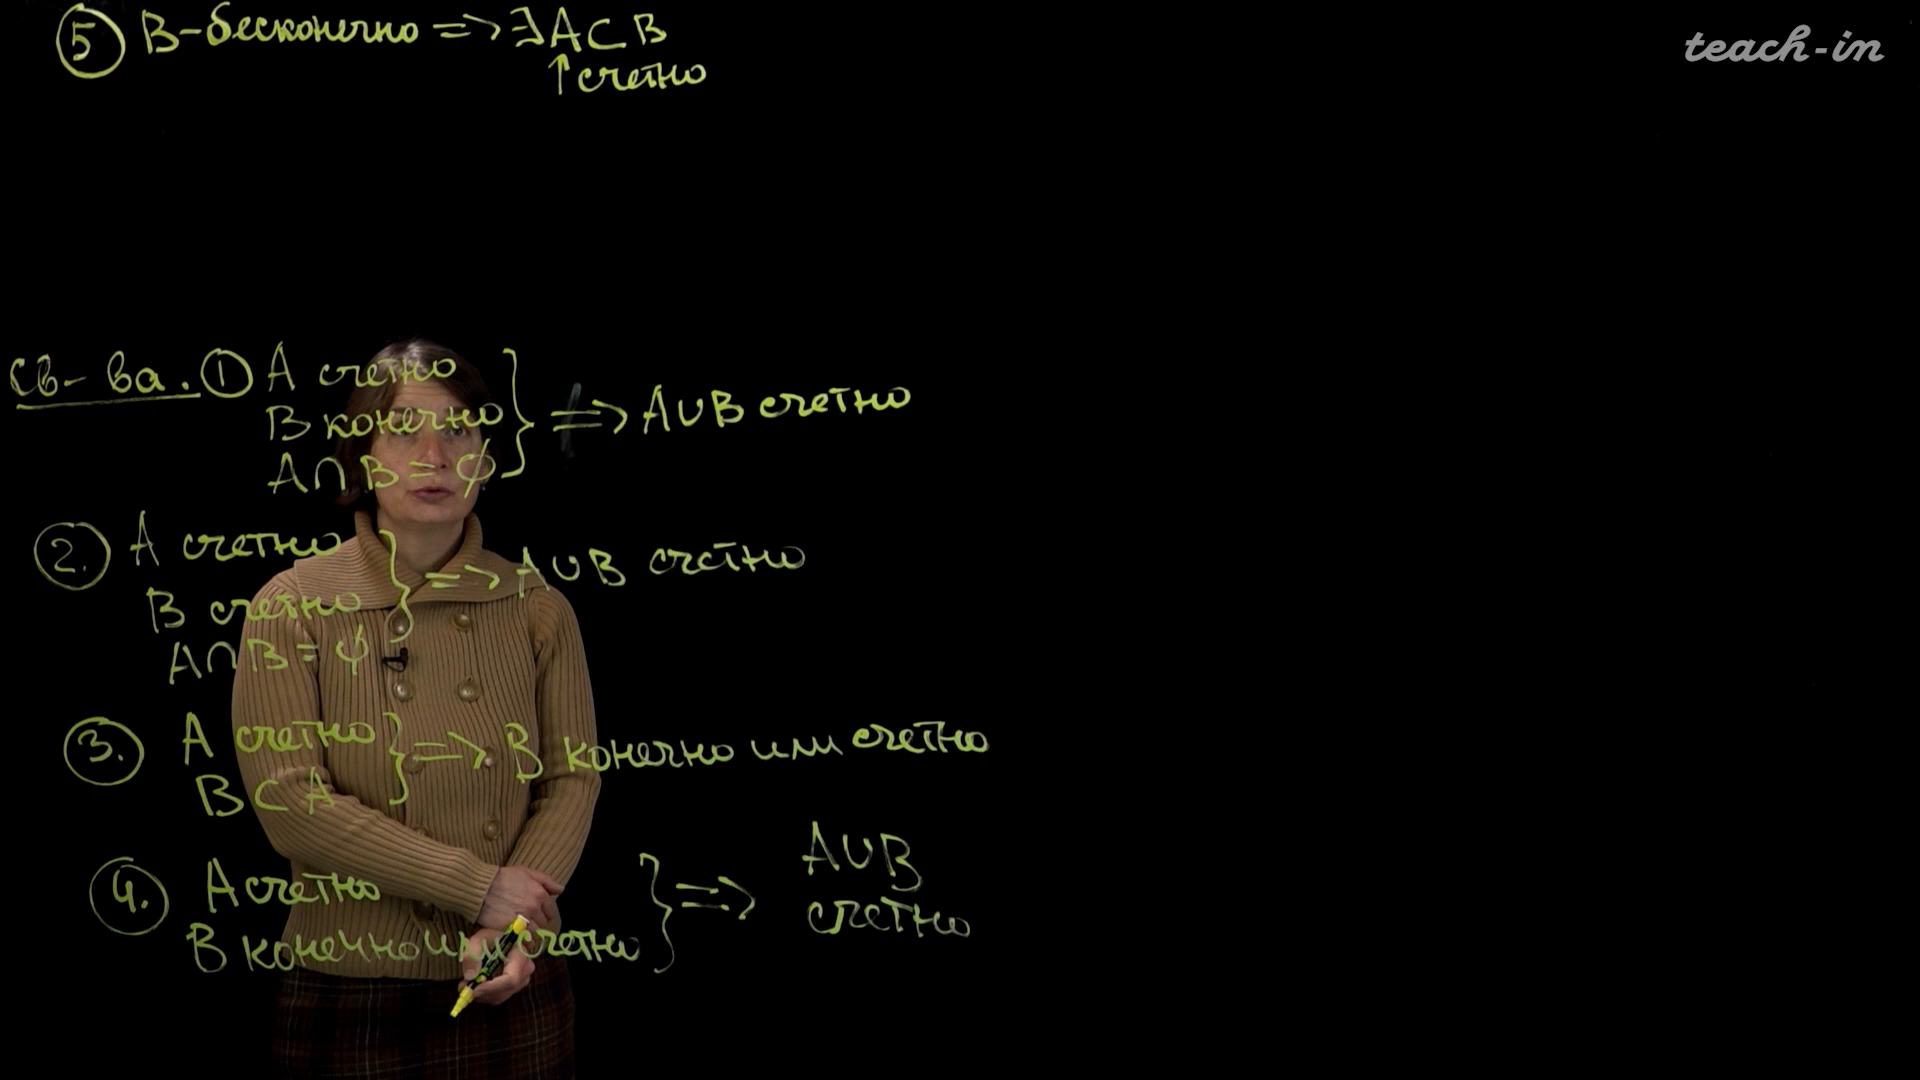 ⑤ B-бесконечно => ∃ A ⊂ B
↑ счетно
teach-in
Св-ва. ① A счетно
B конечно
A∩B = ∅
} => A∪B счетно
2. A счетно
B счетно
A∩B = ∅
} => A∪B счетно
3. A счетно
B ⊂ A
} => B конечно или счетно
4. A счетно
B конечно или счетно
} => A∪B
счетно